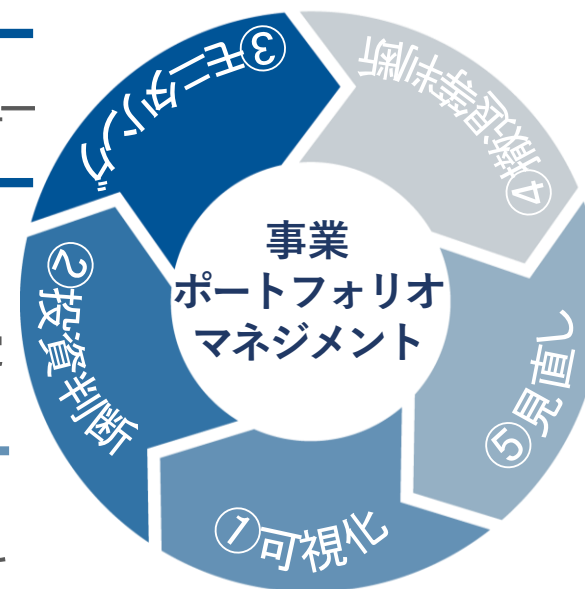 事業
ポートフォリオ
マネジメント
①可視化
②投資判断
③モニタリング
④撤退等判断
⑤見直し